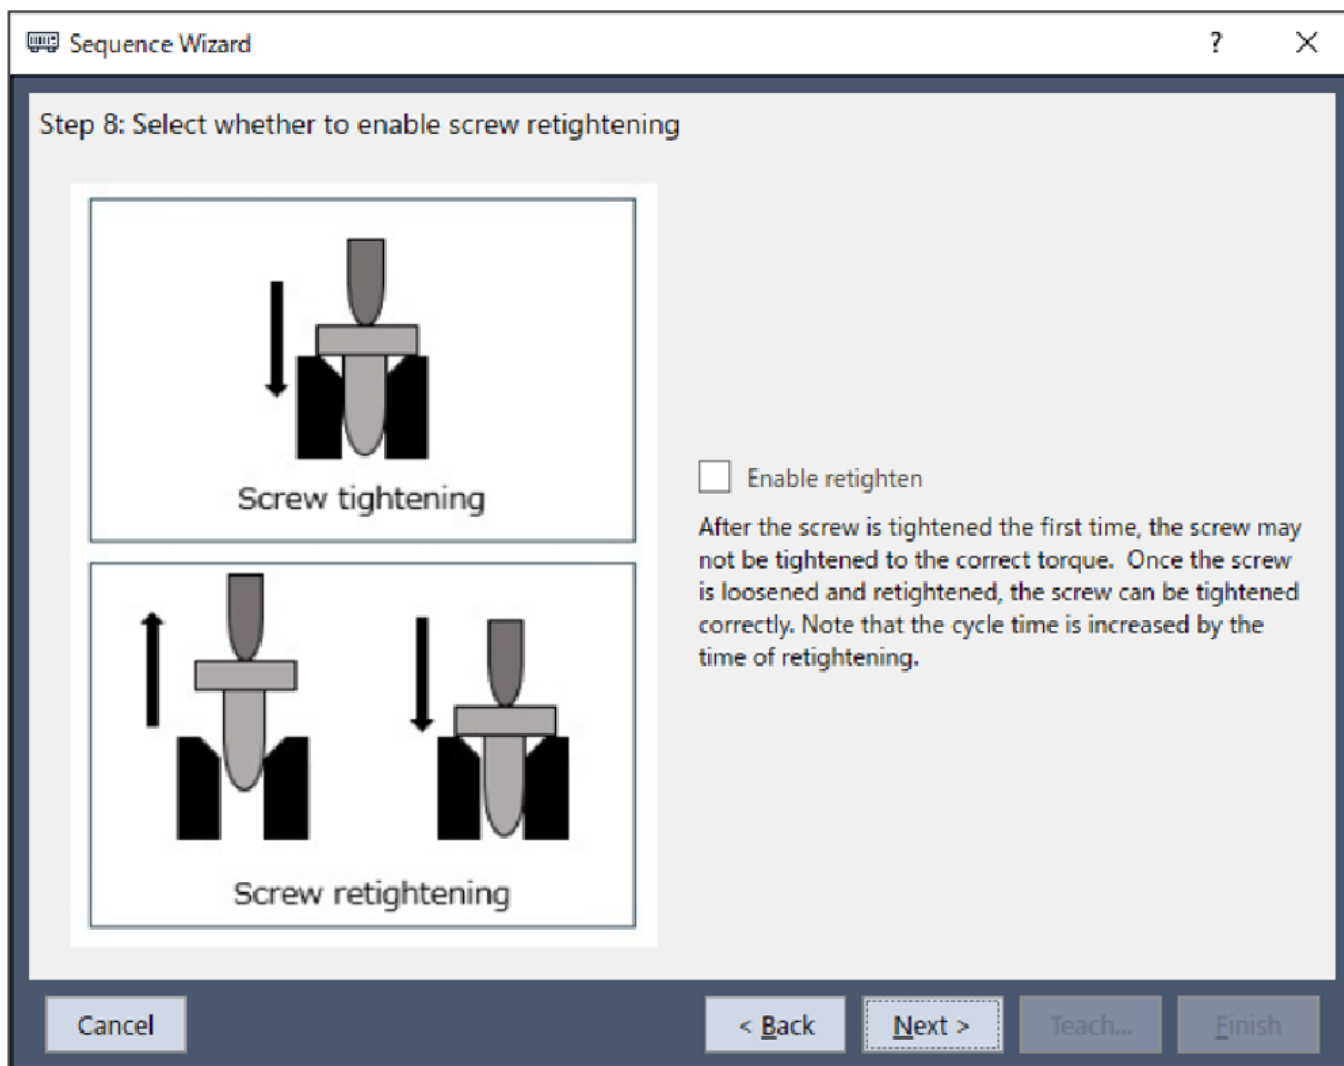 Sequence Wizard
?
Step 8: Select whether to enable screw retightening
Screw tightening
Screw retightening
Enable retighten
After the screw is tightened the first time, the screw may
not be tightened to the correct torque.  Once the screw
is loosened and retightened, the screw can be tightened
correctly. Note that the cycle time is increased by the
time of retightening.
Cancel
< Back
Next >
Teach...
Finish